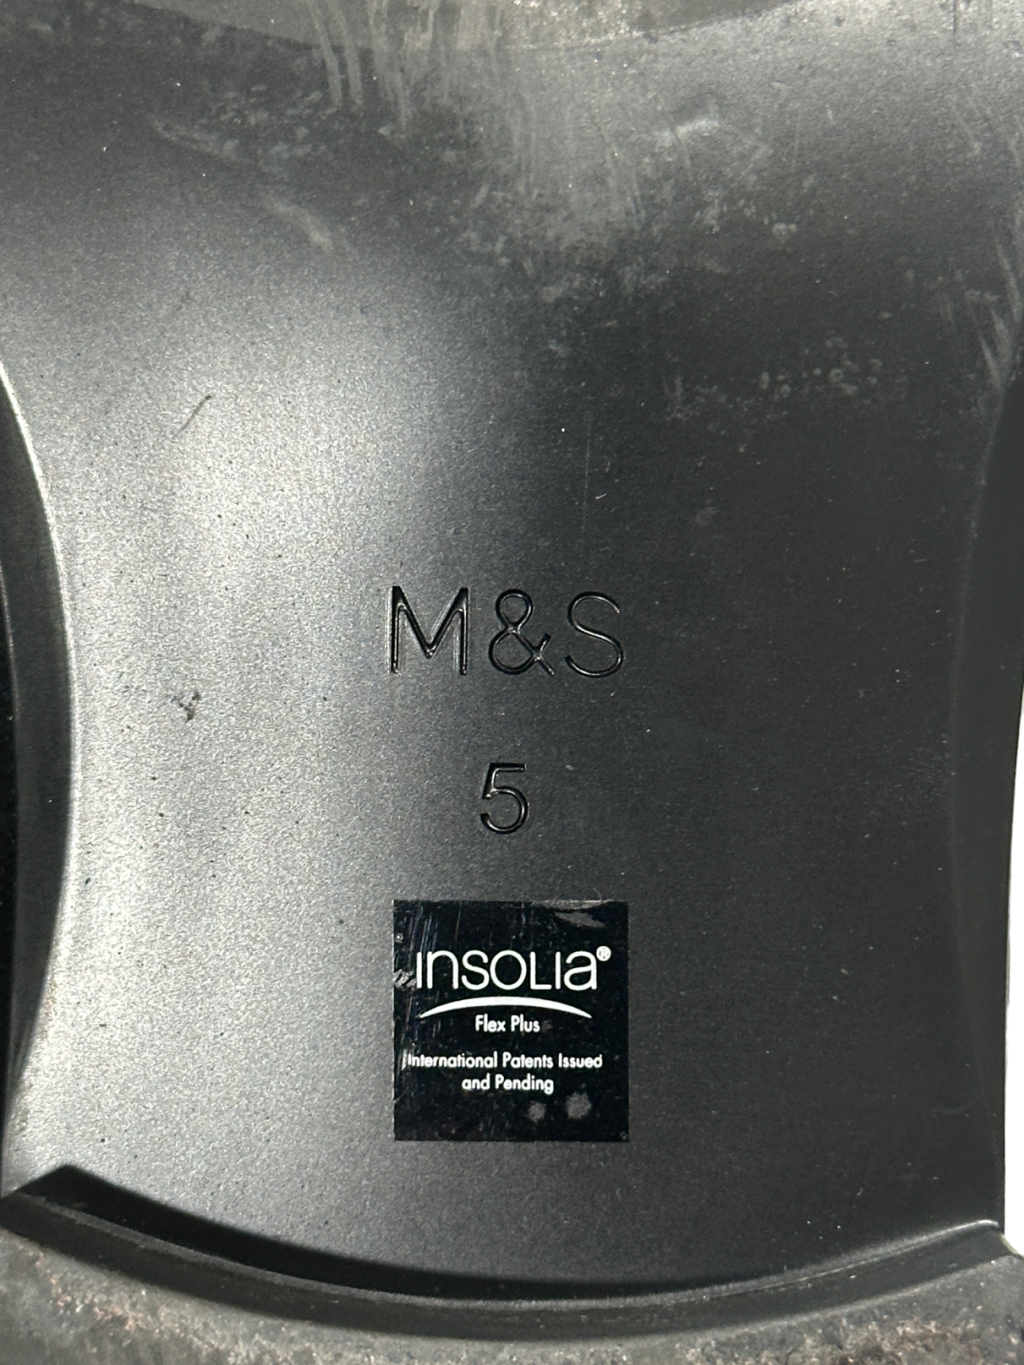 M&S
5
INSOLIA®
Flex Plus
International Patents Issued
and Pending